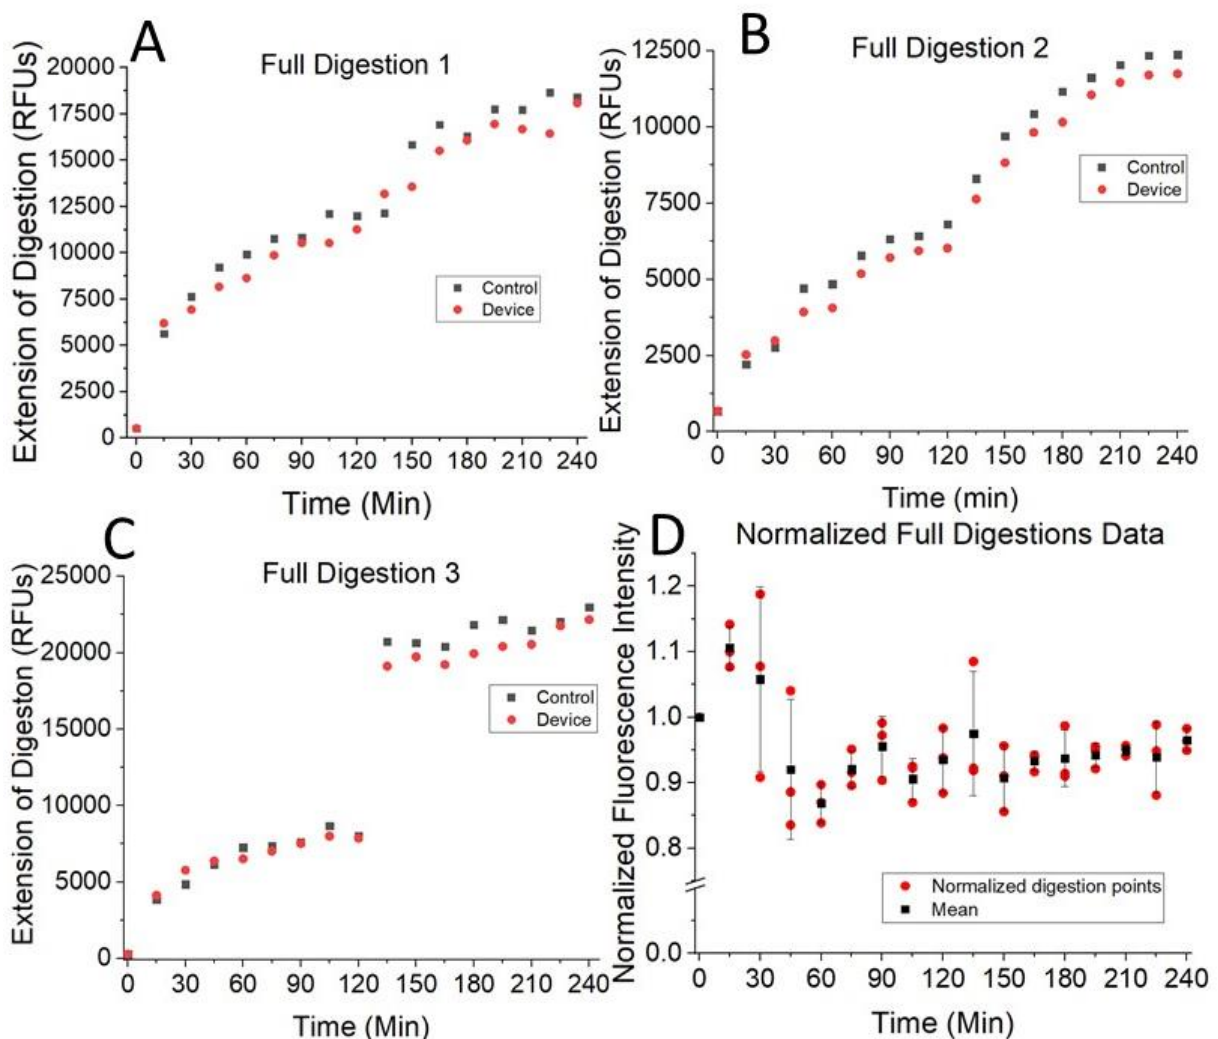 A
Full Digestion 1
Extension of Digestion (RFUs)
20000
17500
15000
12500
10000
7500
5000
2500
0
Control
Device
0 30 60 90 120 150 180 210 240
Time (Min)
B
Full Digestion 2
Extension of Digestion (RFUs)
12500
10000
7500
5000
2500
0
Control
Device
0 30 60 90 120 150 180 210 240
Time (min)
C
Full Digestion 3
Extension of Digeston (RFUs)
25000
20000
15000
10000
5000
0
Control
Device
0 30 60 90 120 150 180 210 240
Time (Min)
D
Normalized Full Digestions Data
Normalized Fluorescence Intensity
1.2
1.1
1.0
0.9
0.8
0.0
Normalized digestion points
Mean
0 30 60 90 120 150 180 210 240
Time (Min)